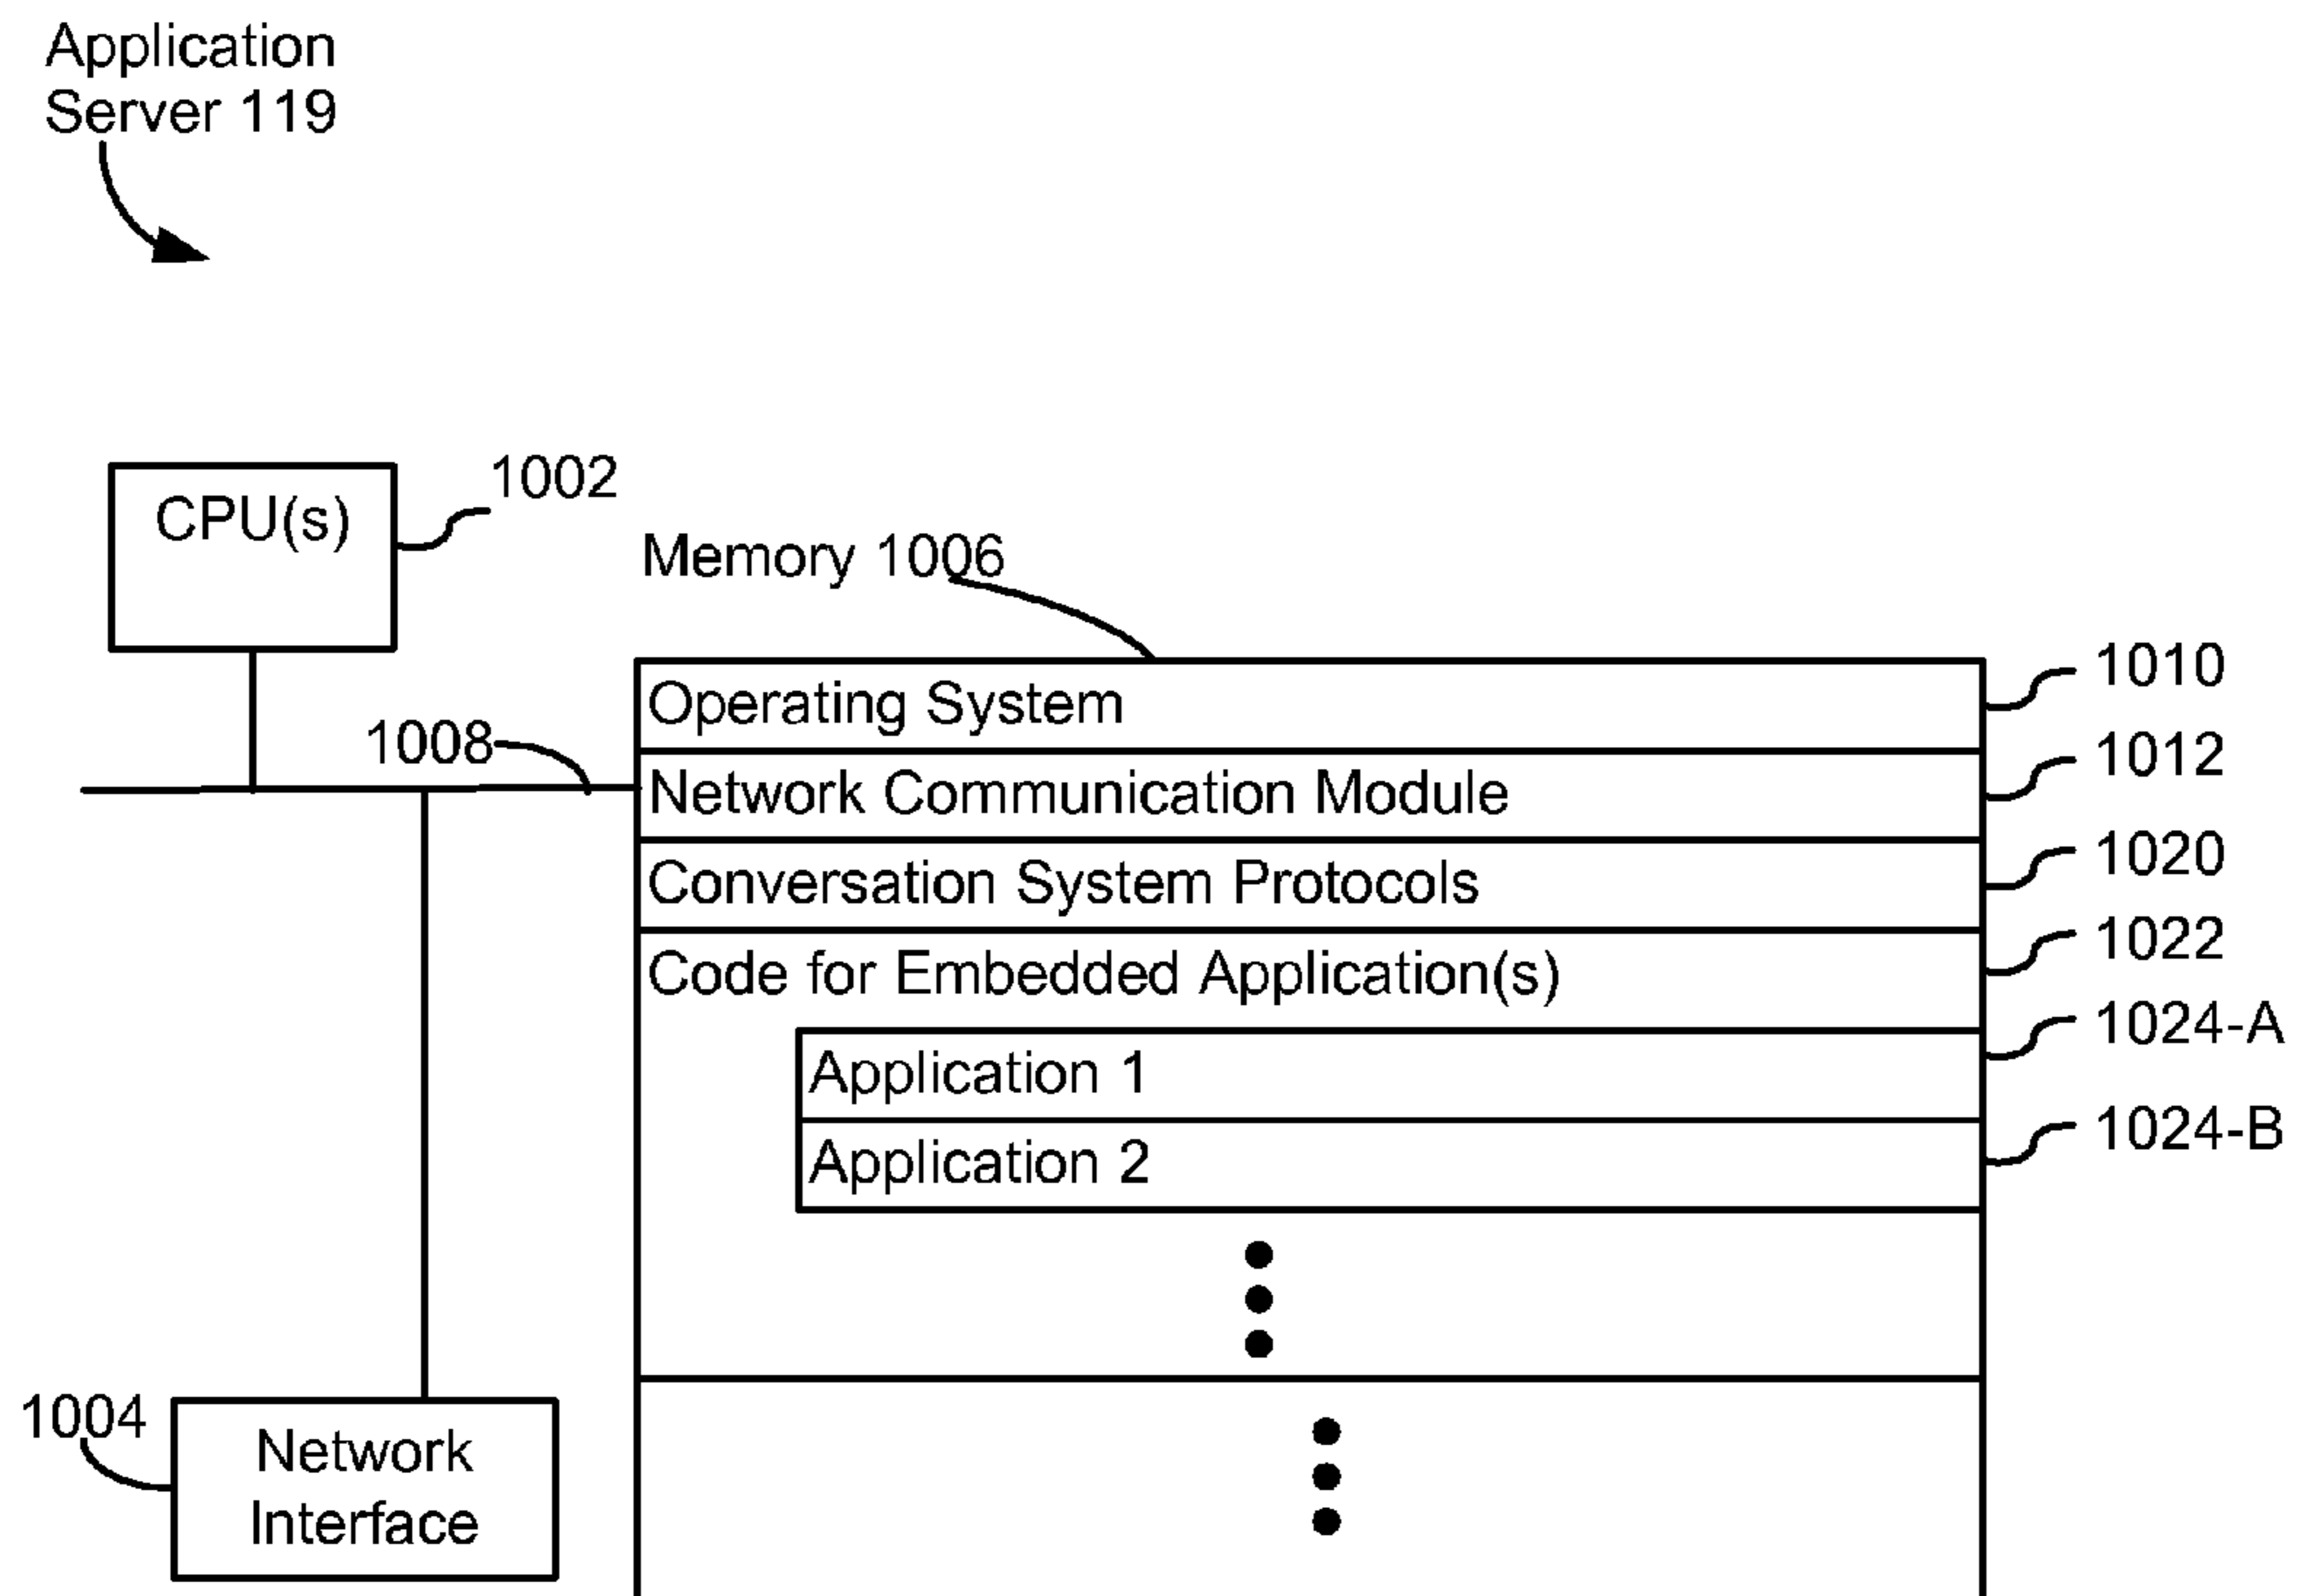 Application
Server 119
CPU(s)
1002
Memory 1006
1008
Operating System
1010
Network Communication Module
1012
Conversation System Protocols
1020
Code for Embedded Application(s)
1022
Application 1
1024-A
Application 2
1024-B
1004
Network
Interface